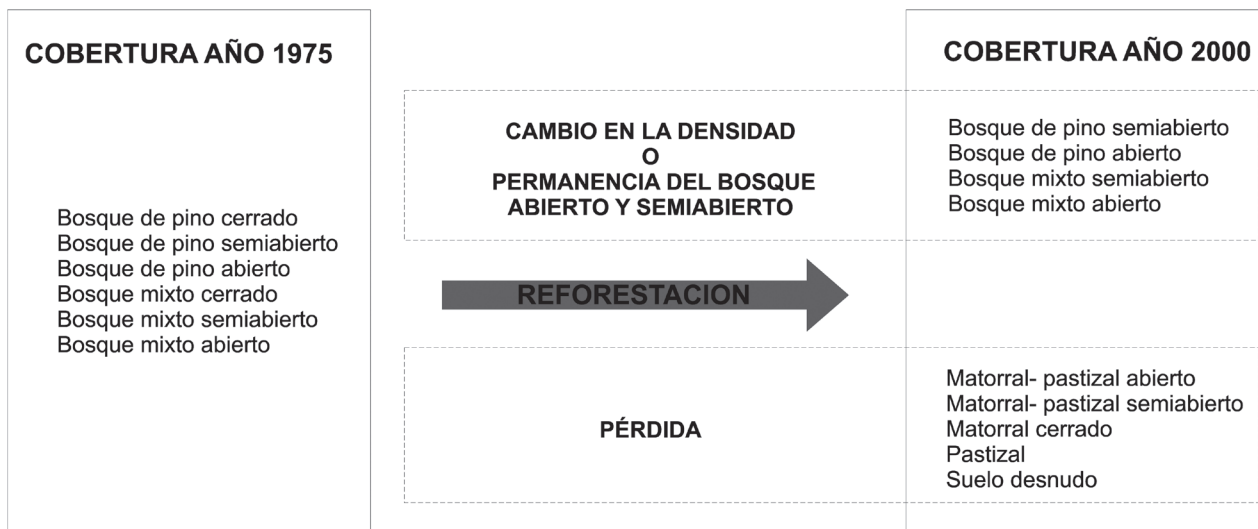 COBERTURA AÑO 1975
Bosque de pino cerrado
Bosque de pino semiabierto
Bosque de pino abierto
Bosque mixto cerrado
Bosque mixto semiabierto
Bosque mixto abierto
CAMBIO EN LA DENSIDAD
O
PERMANENCIA DEL BOSQUE
ABIERTO Y SEMIABIERTO
REFORESTACION
PÉRDIDA
COBERTURA AÑO 2000
Bosque de pino semiabierto
Bosque de pino abierto
Bosque mixto semiabierto
Bosque mixto abierto
Matorral- pastizal abierto
Matorral- pastizal semiabierto
Matorral cerrado
Pastizal
Suelo desnudo